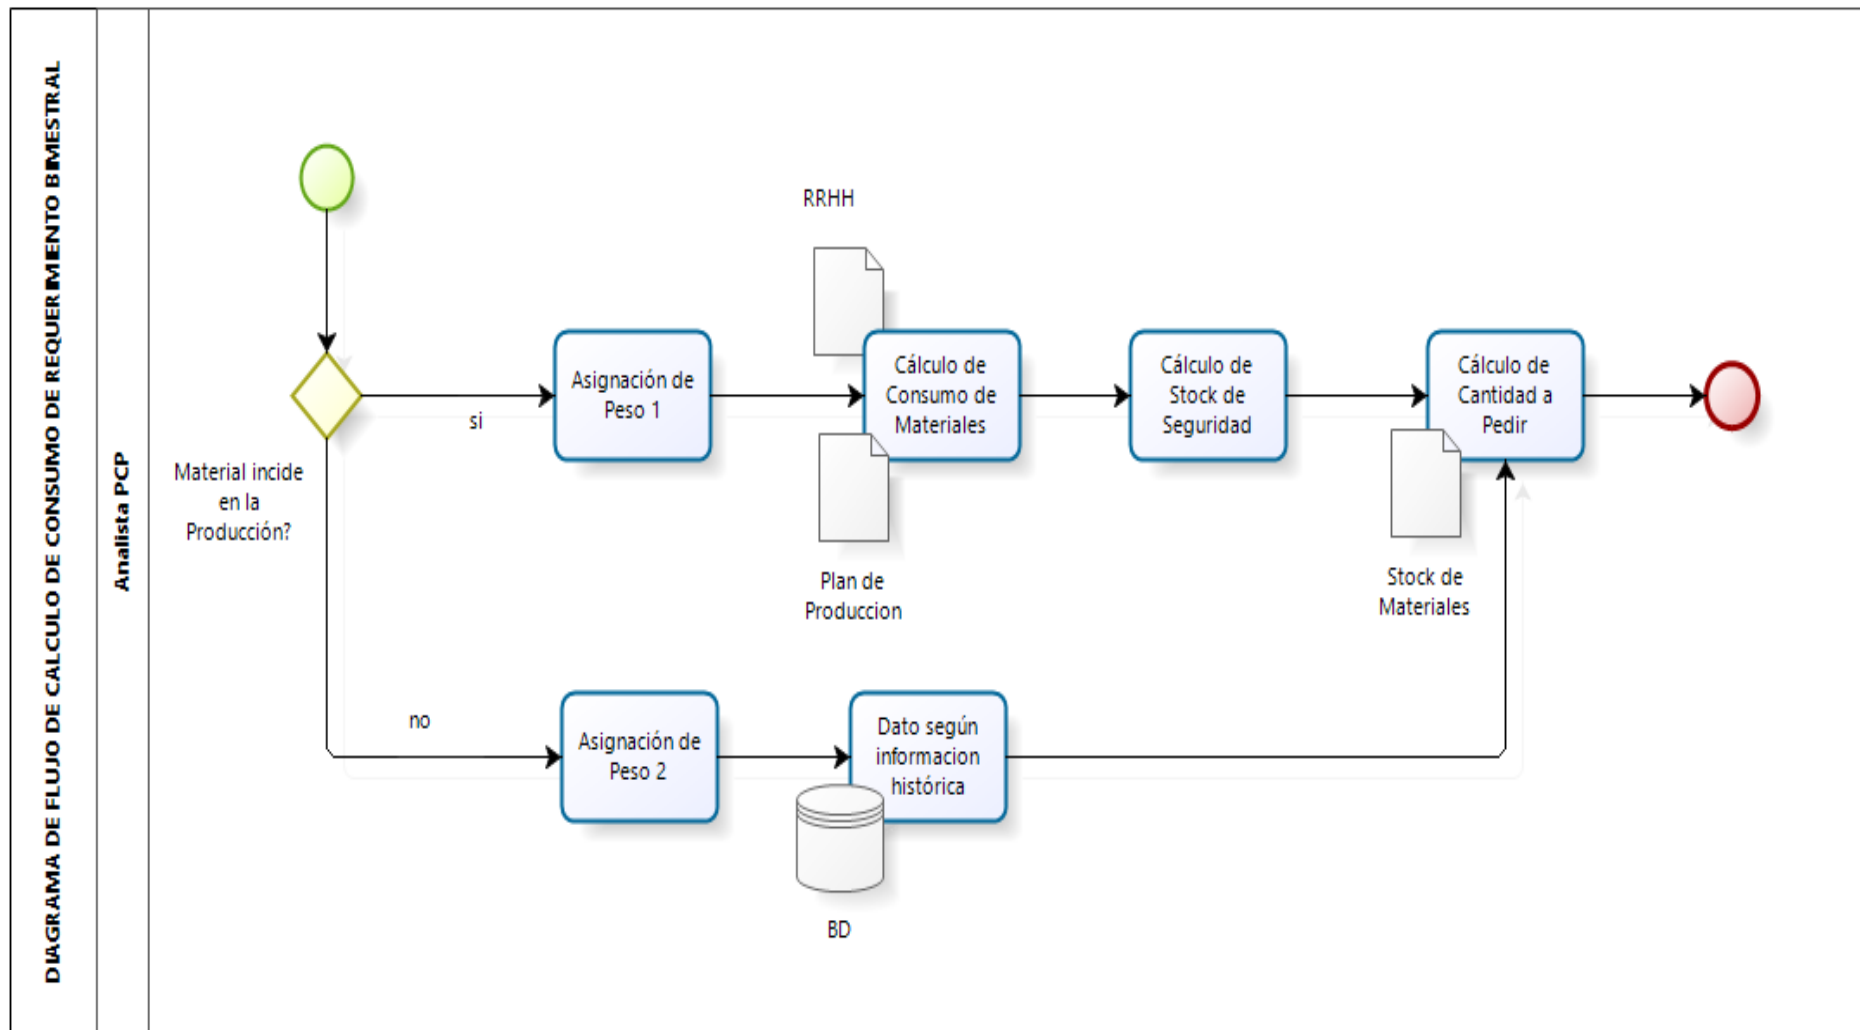 DIAGRAMA DE FLUJO DE CALCULO DE CONSUMO DE REQUERIMIENTO BIMESTRAL
Analista PCP
Material incide
en la
Producción?
si
no
Asignación de
Peso 1
RRHH
Cálculo de
Consumo de
Materiales
Plan de
Produccion
Cálculo de
Stock de
Seguridad
Cálculo de
Cantidad a
Pedir
Stock de
Materiales
Asignación de
Peso 2
Dato según
informacion
histórica
BD